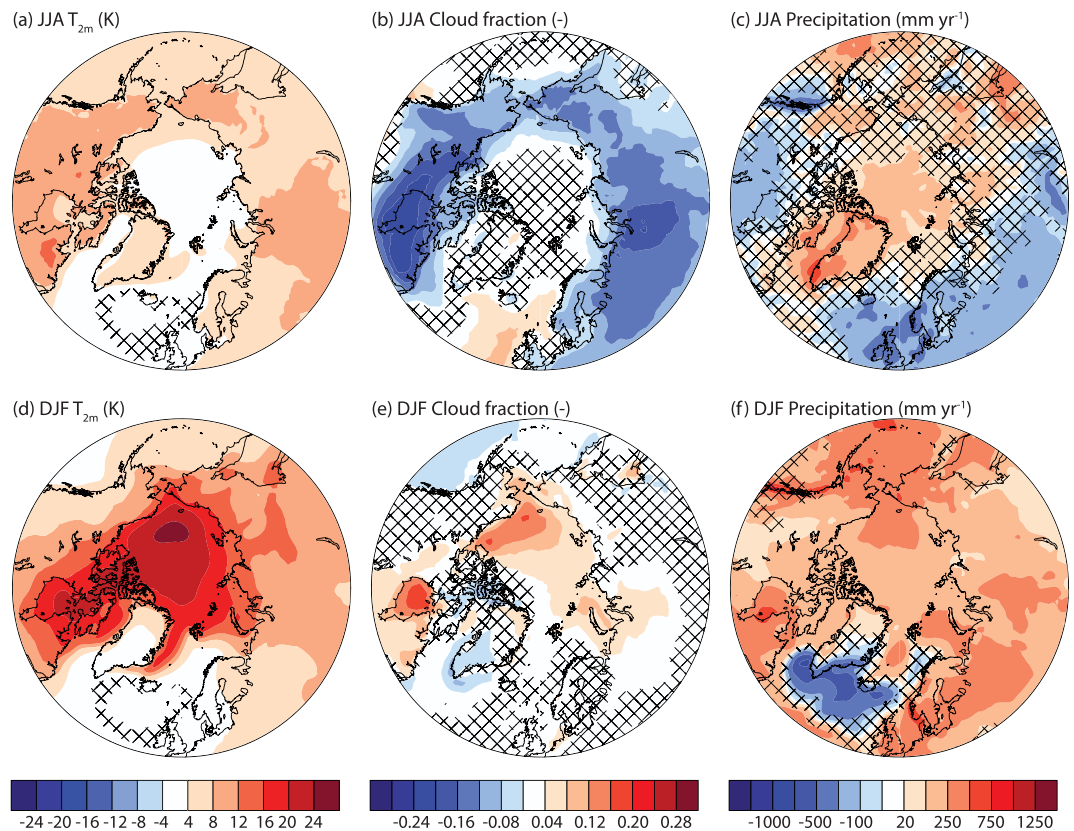 (a) JJA T2m (K)
(b) JJA Cloud fraction (-)
(c) JJA Precipitation (mm yr-1)
(d) DJF T2m (K)
(e) DJF Cloud fraction (-)
(f) DJF Precipitation (mm yr-1)
-24 -20 -16 -12 -8 -4 4 8 12 16 20 24
-0.24 -0.16 -0.08 0.04 0.12 0.20 0.28
-1000 -500 -100 20 250 750 1250